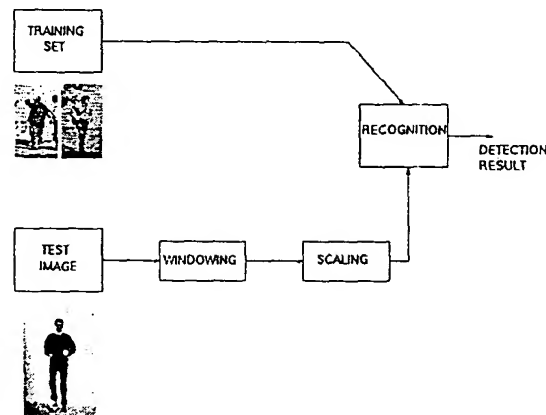 TRAINING
SET
RECOGNITION
DETECTION
RESULT
TEST
IMAGE
WINDOWING
SCALING